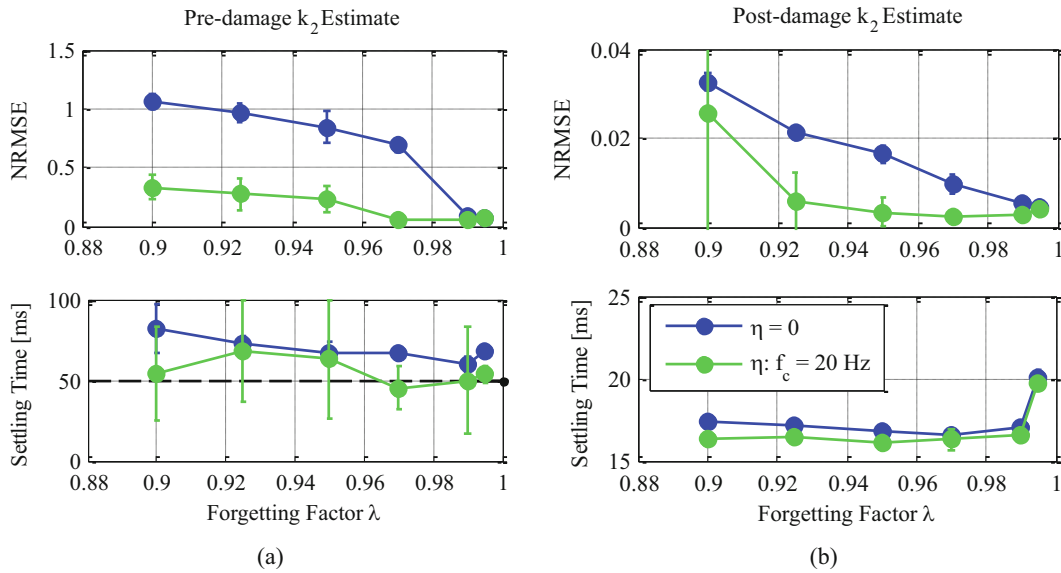 Pre-damage k2 Estimate
1.5
1
0.5
0
NRMSE
0.88 0.9 0.92 0.94 0.96 0.98 1
100
50
0
Settling Time [ms]
0.88 0.9 0.92 0.94 0.96 0.98 1
Forgetting Factor λ
(a)
Post-damage k2 Estimate
0.04
0.02
0
NRMSE
0.88 0.9 0.92 0.94 0.96 0.98 1
25
20
15
Settling Time [ms]
η = 0
η: fc = 20 Hz
0.88 0.9 0.92 0.94 0.96 0.98 1
Forgetting Factor λ
(b)